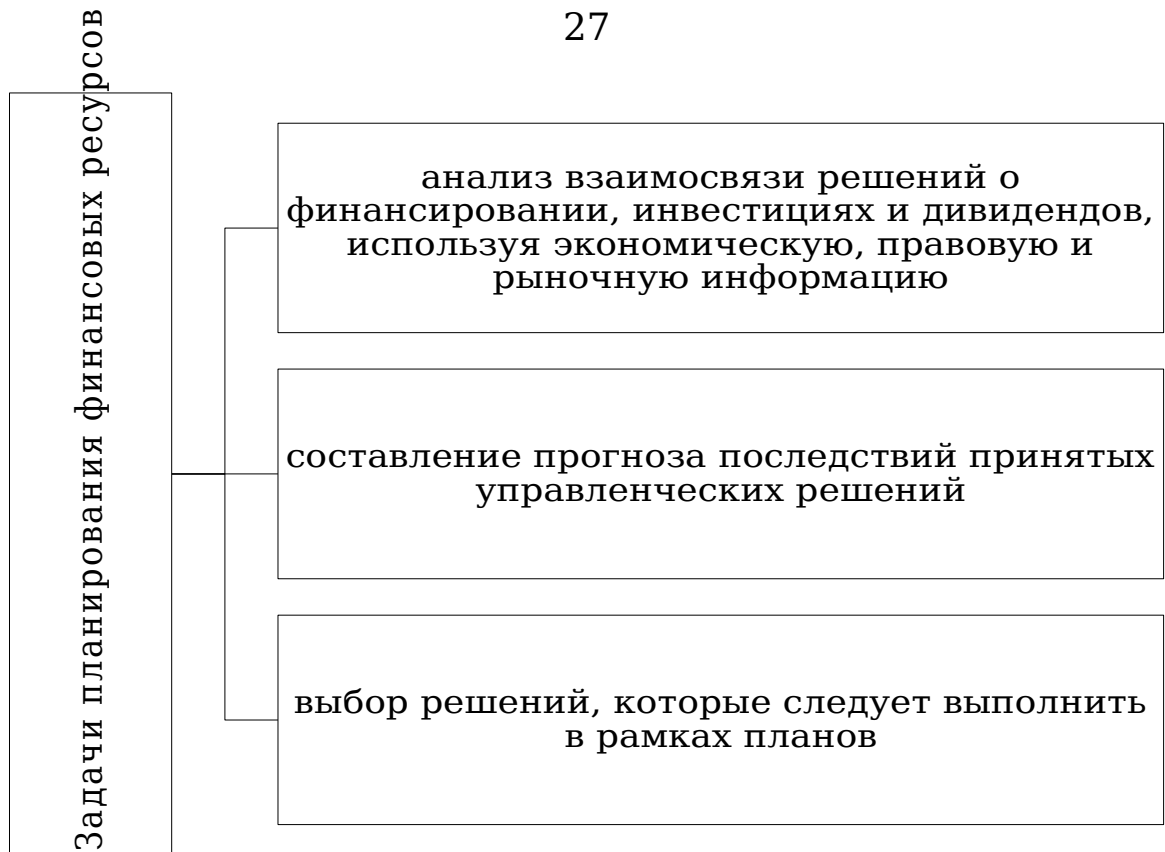 27
Задачи планирования финансовых ресурсов
анализ взаимосвязи решений о
финансировании, инвестициях и дивидендов,
используя экономическую, правовую и
рыночную информацию
составление прогноза последствий принятых
управленческих решений
выбор решений, которые следует выполнить
в рамках планов